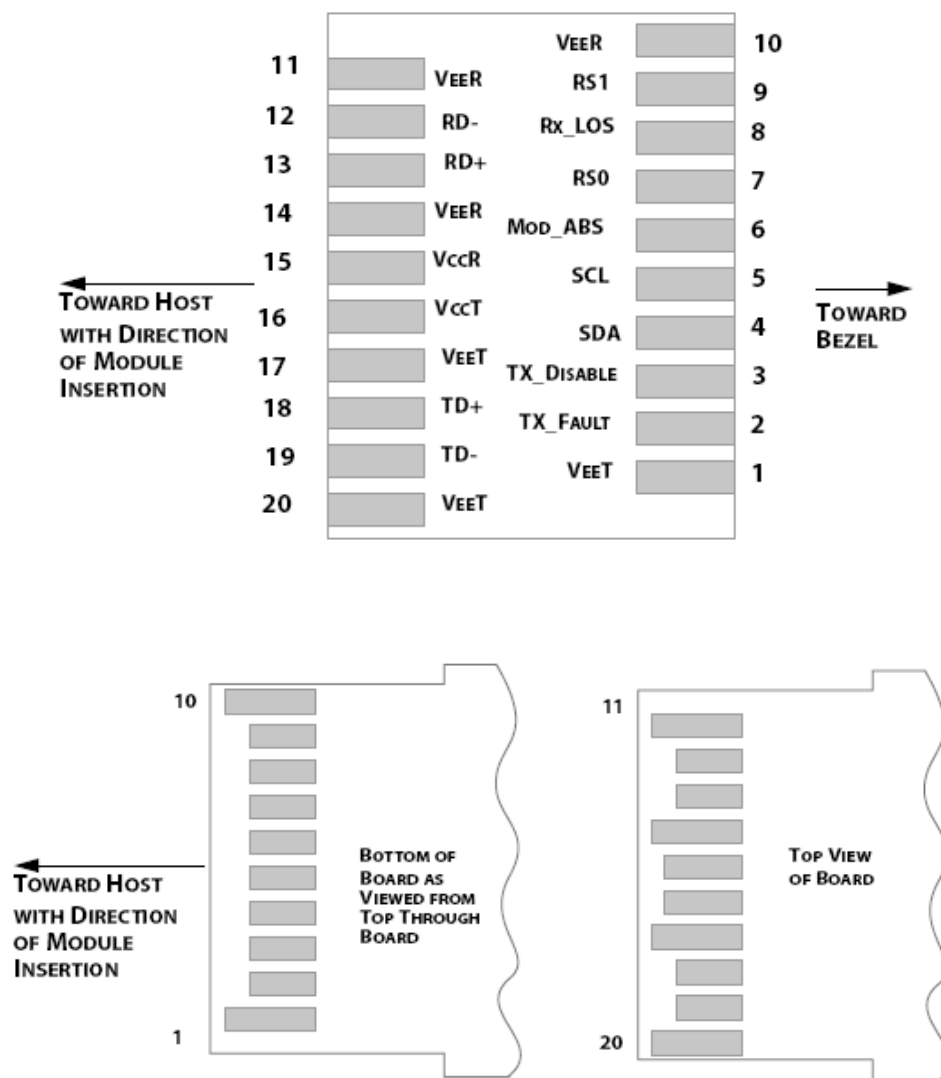 VEER 10
11 VEER
RS1 9
12 RD-
RX_LOS 8
13 RD+
RS0 7
14 VEER
MOD_ABS 6
15 VCCR
SCL 5
TOWARD HOST
WITH DIRECTION
OF MODULE
INSERTION
TOWARD
BEZEL
16 VCCT
SDA 4
17 VEET
TX_DISABLE 3
18 TD+
TX_FAULT 2
19 TD-
VEET 1
20 VEET
10
BOTTOM OF
BOARD AS
VIEWED FROM
TOP THROUGH
BOARD
TOWARD HOST
WITH DIRECTION
OF MODULE
INSERTION
1
11
TOP VIEW
OF BOARD
20